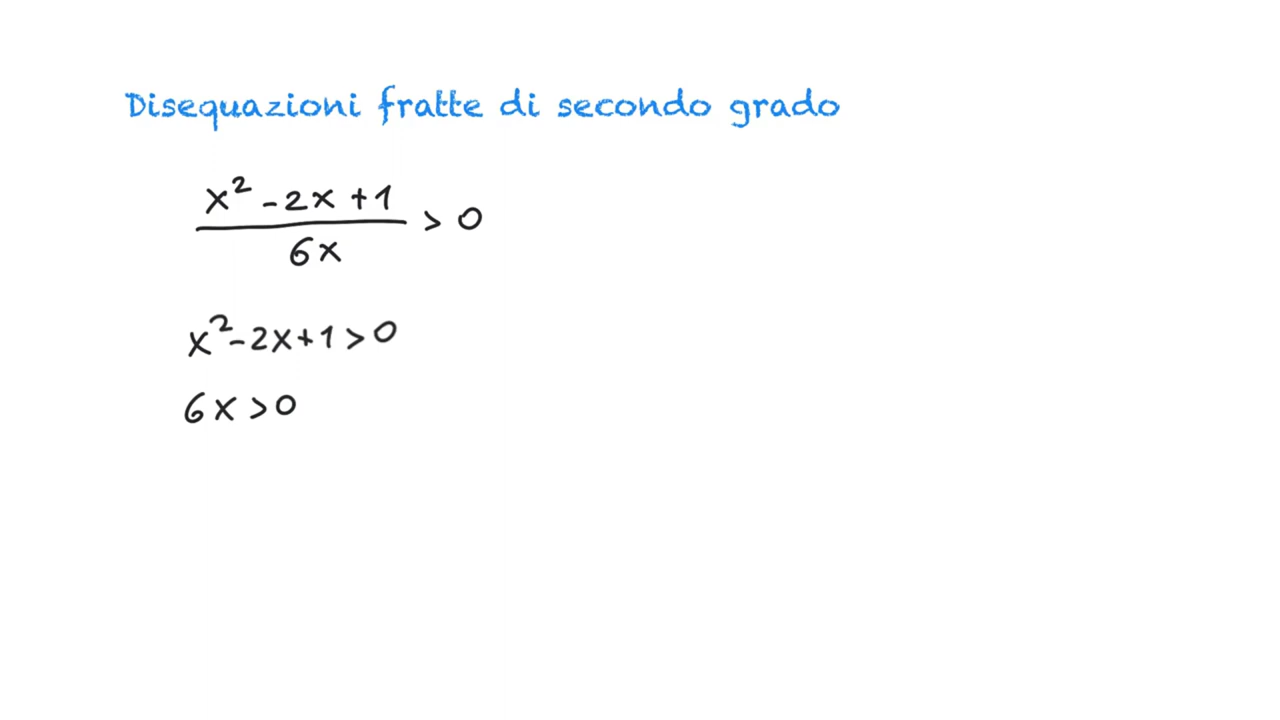 Disequazioni fratte di secondo grado
x² - 2x + 1
6x
> 0
x² - 2x + 1 > 0
6x > 0